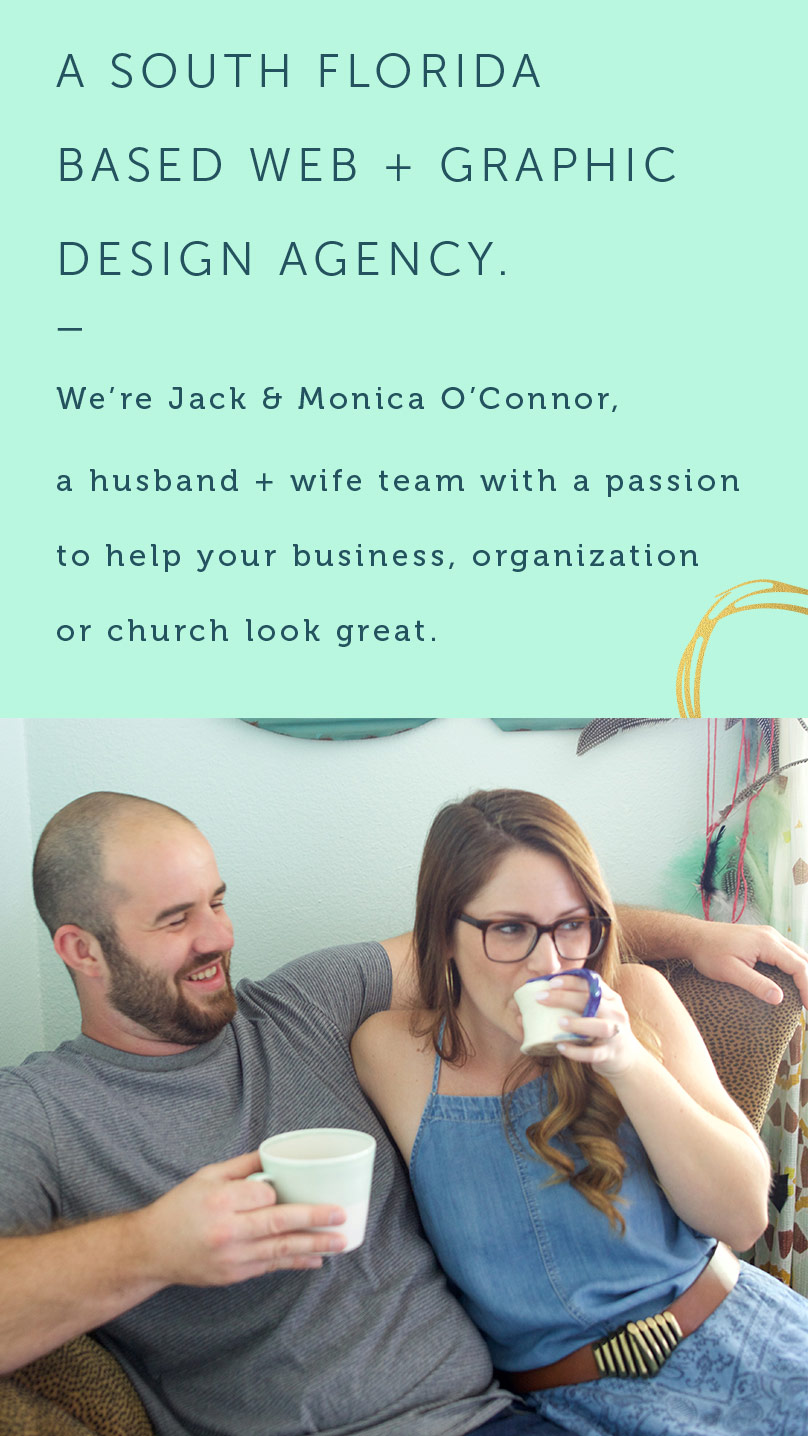 A SOUTH FLORIDA
BASED WEB + GRAPHIC
DESIGN AGENCY.
–
We’re Jack & Monica O’Connor,
a husband + wife team with a passion
to help your business, organization
or church look great.